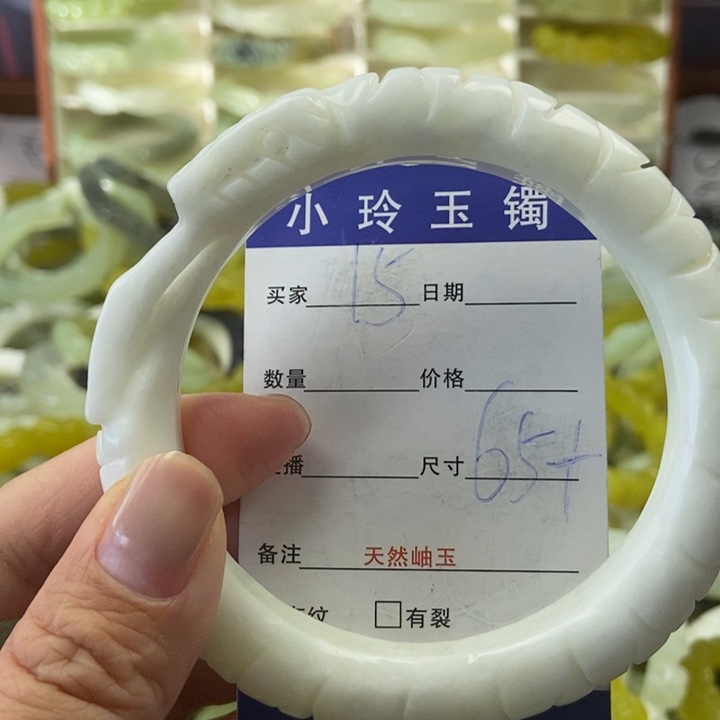 小玲玉镯
买家 15 日期
数量 价格
播 尺寸 65+
备注 天然岫玉
纹 □有裂